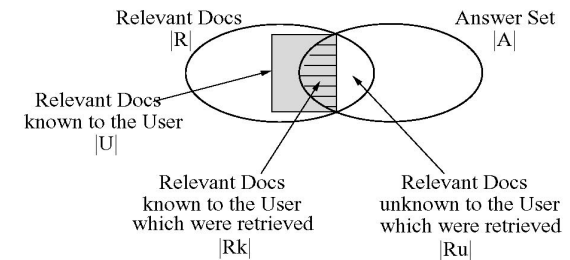 Relevant Docs
|R|
Answer Set
|A|
Relevant Docs
known to the User
|U|
Relevant Docs
known to the User
which were retrieved
|Rk|
Relevant Docs
unknown to the User
which were retrieved
|Ru|